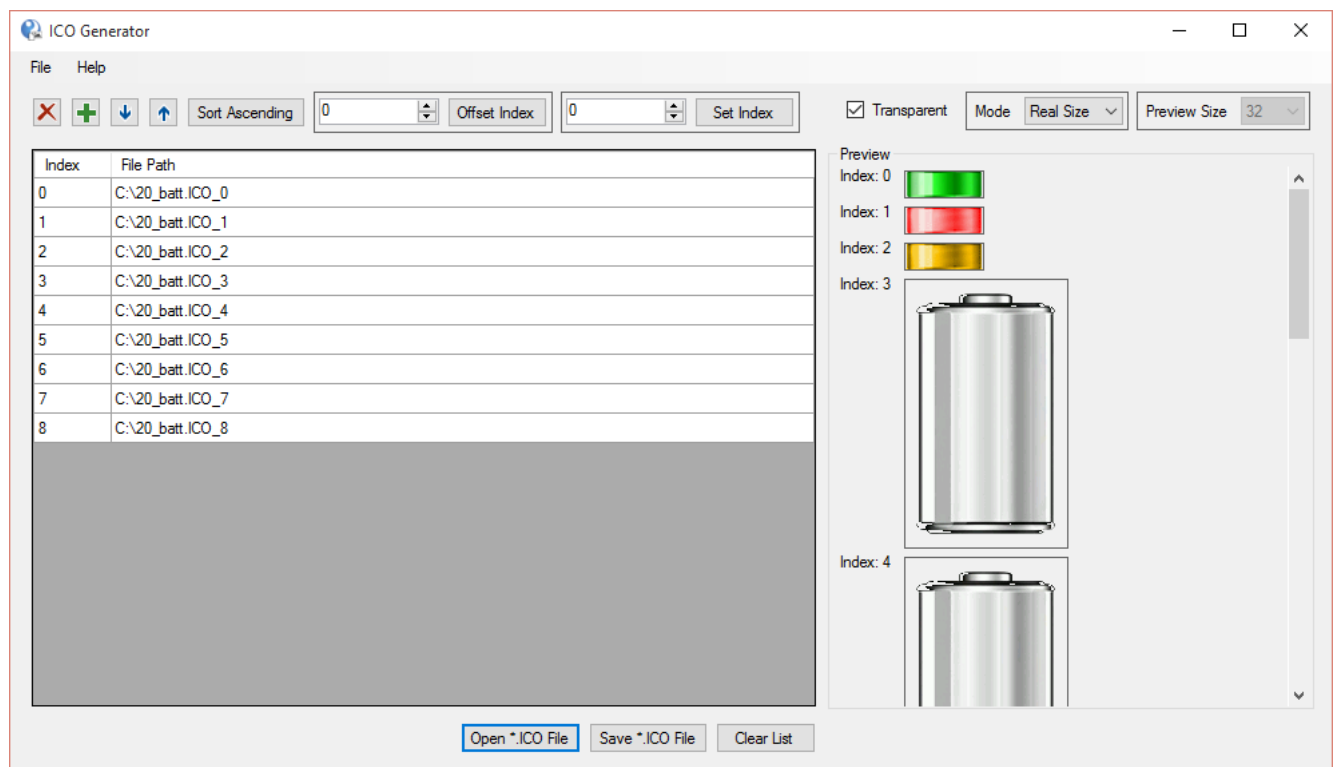 ICO Generator
File Help
Sort Ascending 0 Offset Index 0 Set Index Transparent Mode Real Size Preview Size 32
Index File Path
0 C:\20_batt.ICO_0
1 C:\20_batt.ICO_1
2 C:\20_batt.ICO_2
3 C:\20_batt.ICO_3
4 C:\20_batt.ICO_4
5 C:\20_batt.ICO_5
6 C:\20_batt.ICO_6
7 C:\20_batt.ICO_7
8 C:\20_batt.ICO_8
Preview
Index: 0
Index: 1
Index: 2
Index: 3
Index: 4
Open *.ICO File Save *.ICO File Clear List